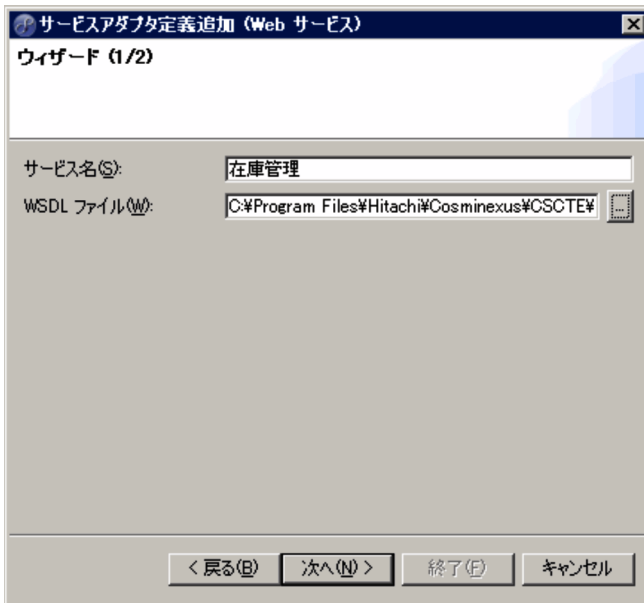 サービスアダプタ定義追加 (Web サービス)
ウィザード (1/2)
サービス名(S):
在庫管理
WSDL ファイル(W):
C:¥Program Files¥Hitachi¥Cosminexus¥CSCTE¥
...
< 戻る(B)
次へ(N) >
終了(F)
キャンセル